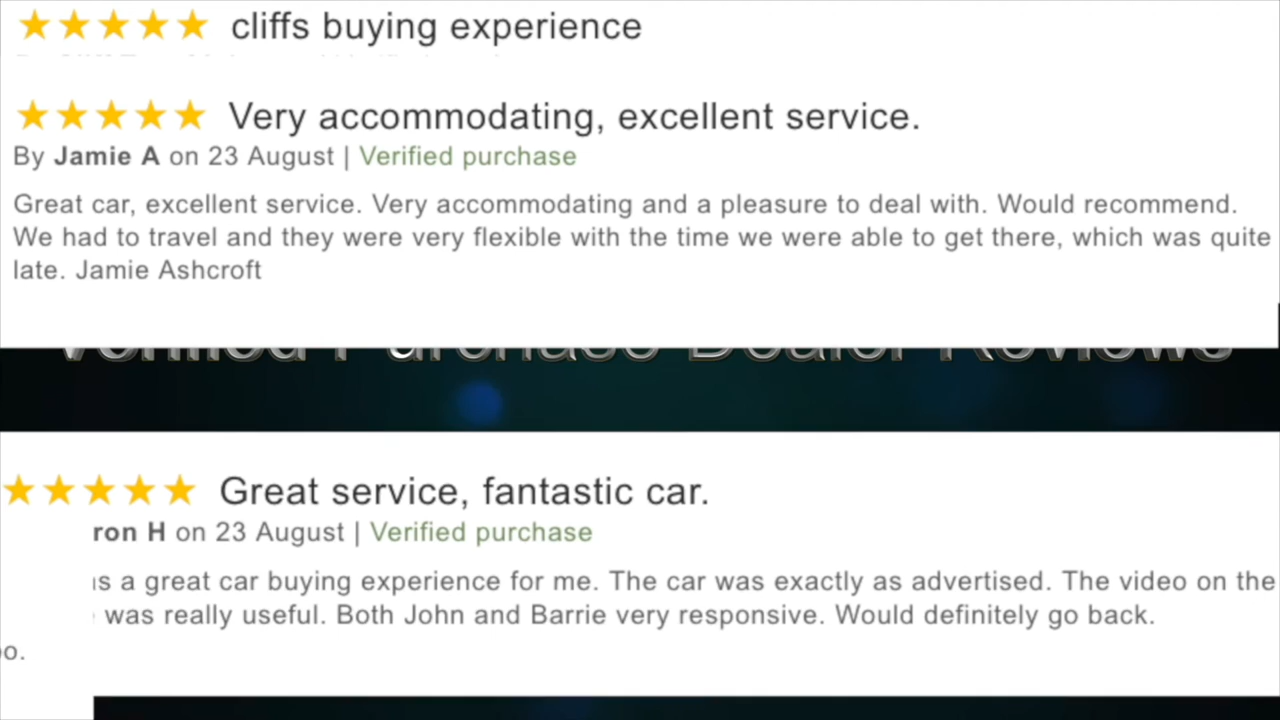 cliffs buying experience
Very accommodating, excellent service.
By Jamie A on 23 August | Verified purchase
Great car, excellent service. Very accommodating and a pleasure to deal with. Would recommend.
We had to travel and they were very flexible with the time we were able to get there, which was quite
late. Jamie Ashcroft
Verified Purchase Dealer Reviews
Great service, fantastic car.
ron H on 23 August | Verified purchase
s a great car buying experience for me. The car was exactly as advertised. The video on the
was really useful. Both John and Barrie very responsive. Would definitely go back.
o.